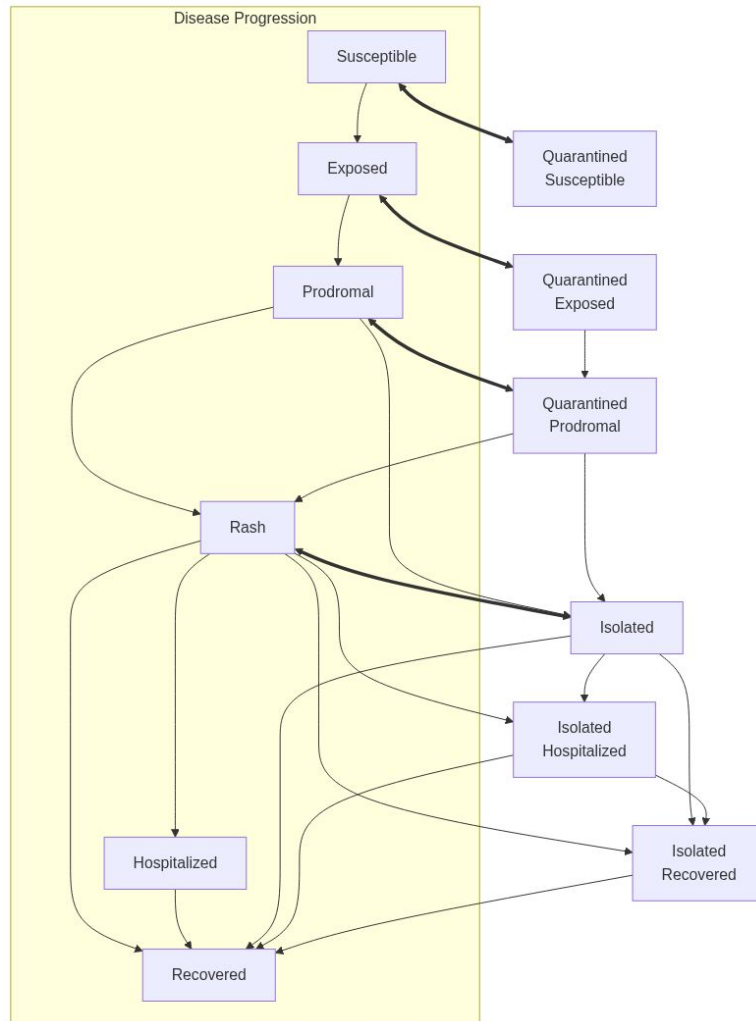 Disease Progression
Susceptible
Quarantined
Susceptible
Exposed
Quarantined
Exposed
Prodromal
Quarantined
Prodromal
Rash
Isolated
Isolated
Hospitalized
Hospitalized
Isolated
Recovered
Recovered